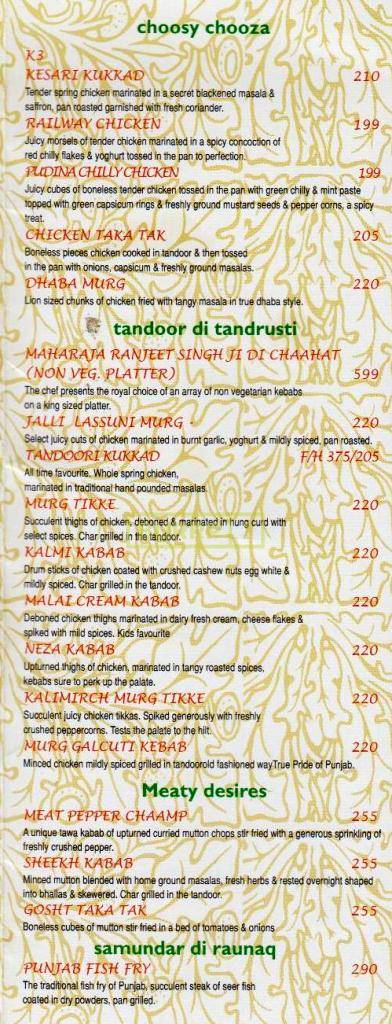 choosy chooza
K3
KESARI KUKKAD 210
Tender spring chicken marinated in a secret blackened masala &
saffron, pan roasted garnished with fresh coriander.
RAILWAY CHICKEN 199
Juicy morsels of tender chicken marinated in a spicy concoction of
red chilly flakes & yoghurt tossed in the pan to perfection.
PUDINA CHILLY CHICKEN 199
Juicy cubes of boneless tender chicken tossed in the pan with green chilly & mint paste
topped with green capsicum rings & freshly ground mustard seeds & pepper corns, a spicy
treat.
CHICKEN TAKA TAK 205
Boneless pieces chicken cooked in tandoor & then tossed
in the pan with onions, capsicum & freshly ground masalas.
DHABA MURG 220
Lion sized chunks of chicken fried with tangy masala in true dhaba style.
tandoor di tandrusti
MAHARAJA RANJEET SINGH JI DI CHAAHAT
(NON VEG. PLATTER) 599
The chef presents the royal choice of an array of non vegetarian kebabs
on a king sized platter.
JALLI LASSUNI MURG 220
Select juicy cuts of chicken marinated in burnt garlic, yoghurt & mildly spiced, pan roasted.
TANDOORI KUKKAD F/H 375/205
All time favourite. Whole spring chicken,
marinated in traditional hand pounded masalas.
MURG TIKKE 220
Succulent thighs of chicken, deboned & marinated in hung curd with
select spices. Char grilled in the tandoor.
KALMI KABAB 220
Drum sticks of chicken coated with crushed cashew nuts egg white &
mildly spiced. Char grilled in the tandoor.
MALAI CREAM KABAB 220
Deboned chicken thighs marinated in dairy fresh cream, cheese flakes &
spiked with mild spices. Kids favourite
NEZA KABAB 220
Upturned thighs of chicken, marinated in tangy roasted spices,
kebabs sure to perk up the palate.
KALIMIRCH MURG TIKKE 220
Succulent juicy chicken tikkas. Spiked generously with freshly
crushed peppercorns. Tests the palate to the hilt.
MURG GALCUTI KEBAB 220
Minced chicken mildly spiced grilled in tandoorold fashioned wayTrue Pride of Punjab.
Meaty desires
MEAT PEPPER CHAAMP 255
A unique tawa kabab of upturned curried mutton chops stir fried with a generous sprinkling of
freshly crushed pepper.
SHEEKH KABAB 255
Minced mutton blended with home ground masalas, fresh herbs & rested overnight shaped
into bhallas & skewered. Char grilled in the tandoor.
GOSHT TAKA TAK 255
Boneless cubes of mutton stir fried in a bed of tomatoes & onions
samundar di raunaq
PUNJAB FISH FRY 290
The traditional fish fry of Punjab, succulent steak of seer fish
coated in dry powders, pan grilled.